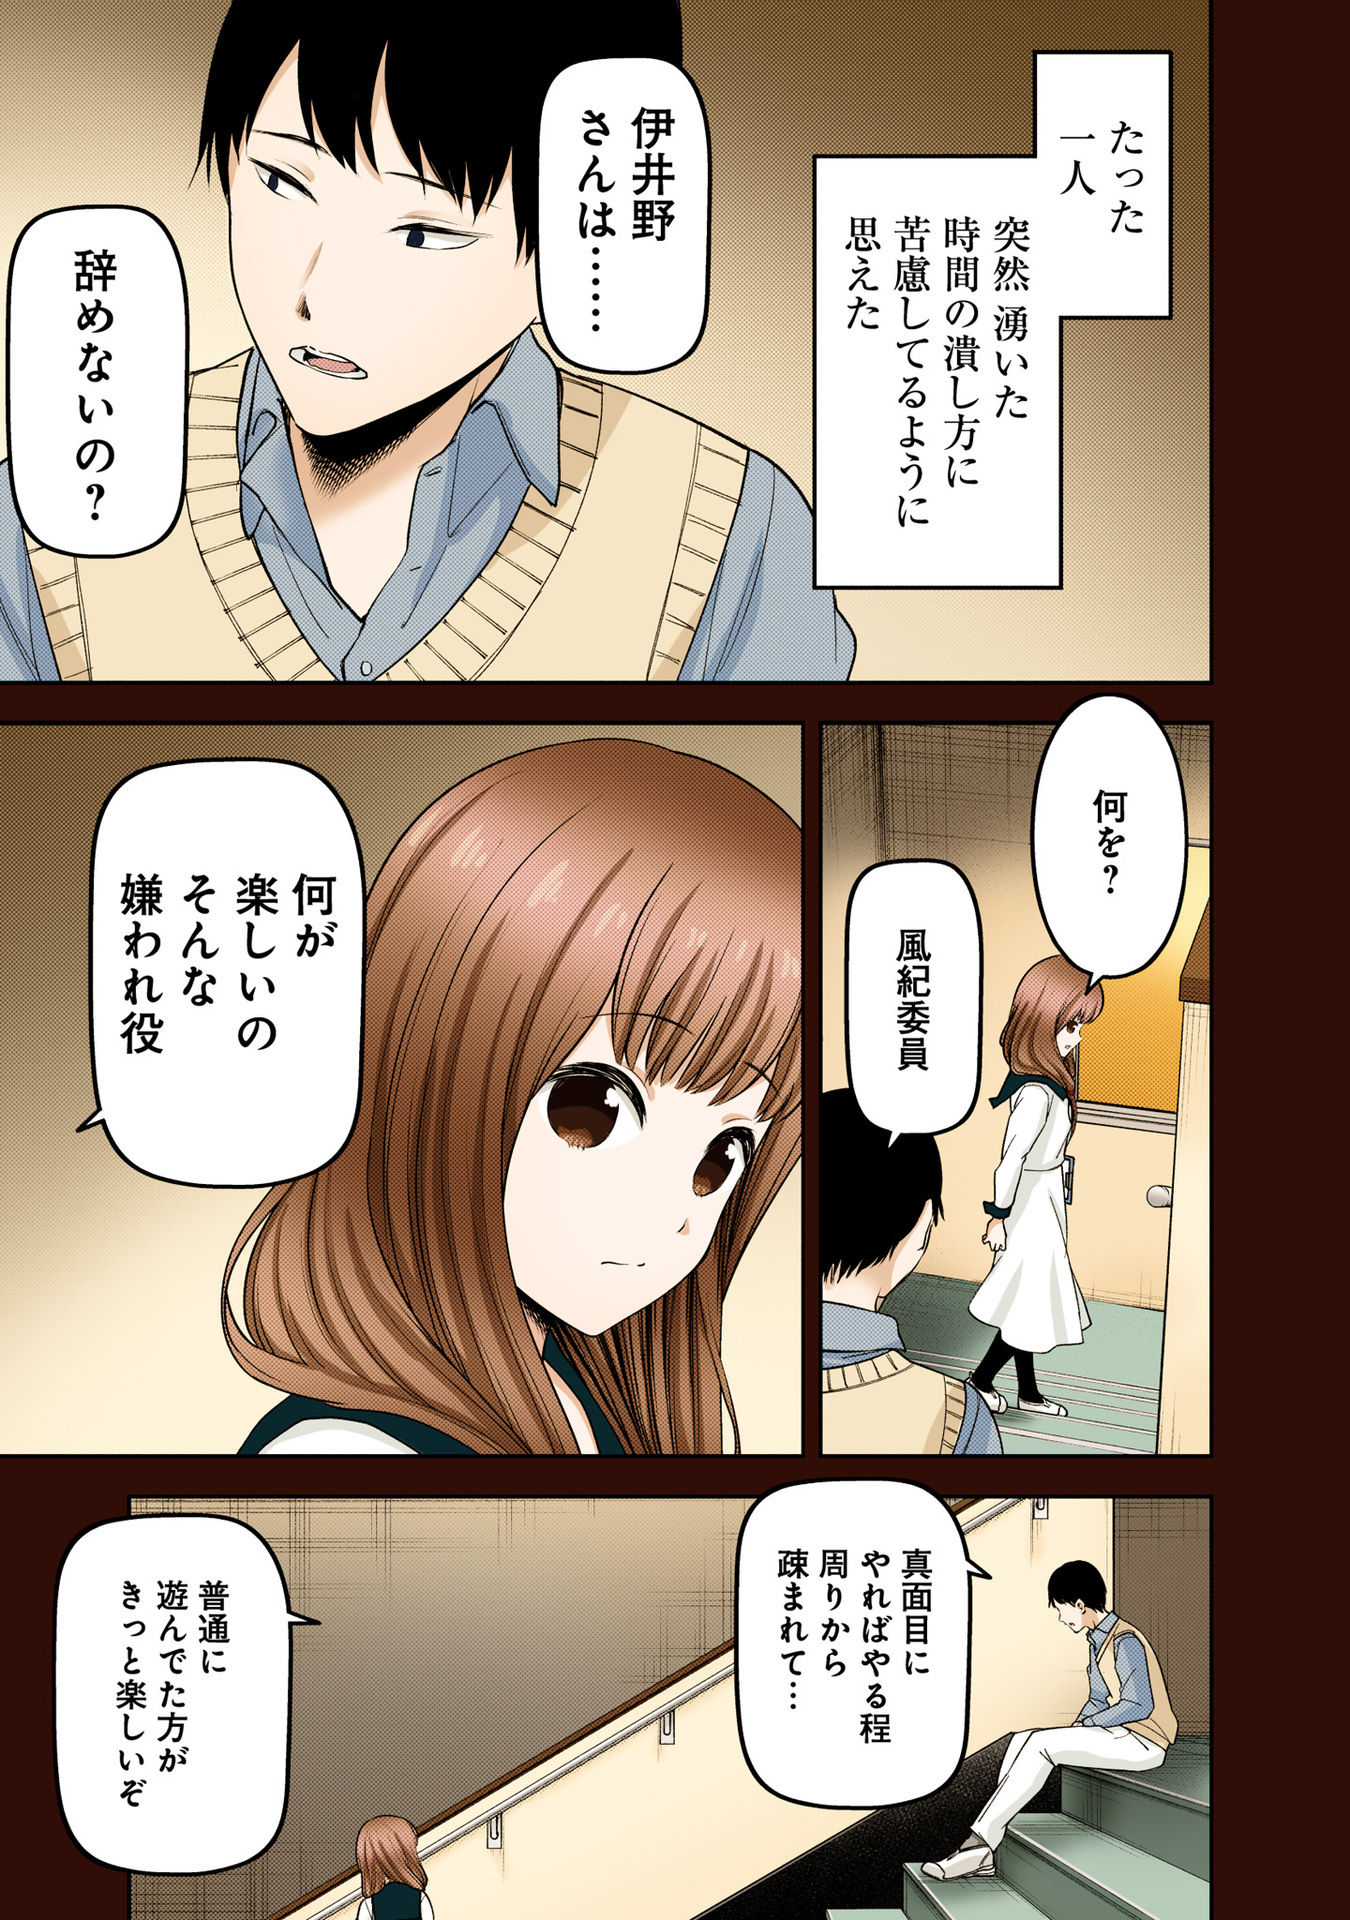 たった
一人
突然 湧いた
時間の潰し方に
苦慮してるように
思えた
伊井野
さんは……
辞めないの？
何を？
風紀委員
何が
楽しいの
そんな
嫌われ役
真面目に
やればやる程
周りから
疎まれて…
普通に
遊んでた方が
きっと楽しいぞ